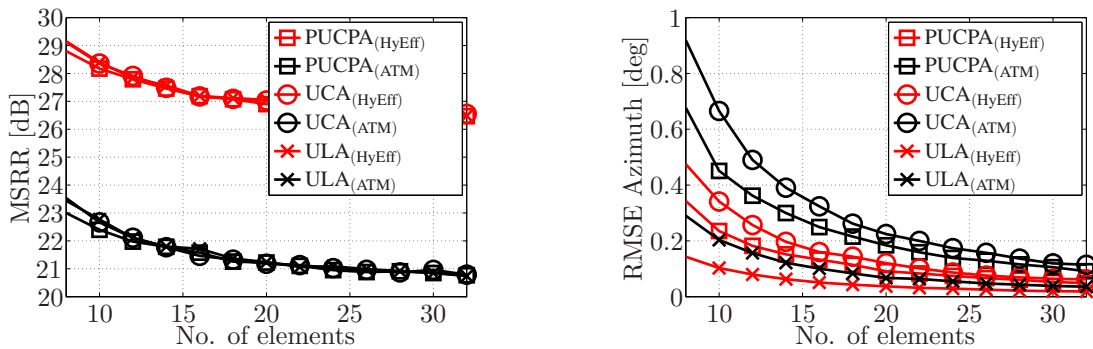 MSRR [dB]
30
29
28
27
26
25
24
23
22
21
20
10
15
20
25
30
No. of elements
PUCPA(HyEff)
PUCPA(ATM)
UCA(HyEff)
UCA(ATM)
ULA(HyEff)
ULA(ATM)
RMSE Azimuth [deg]
1
0.8
0.6
0.4
0.2
0
10
15
20
25
30
No. of elements
PUCPA(HyEff)
PUCPA(ATM)
UCA(HyEff)
UCA(ATM)
ULA(HyEff)
ULA(ATM)